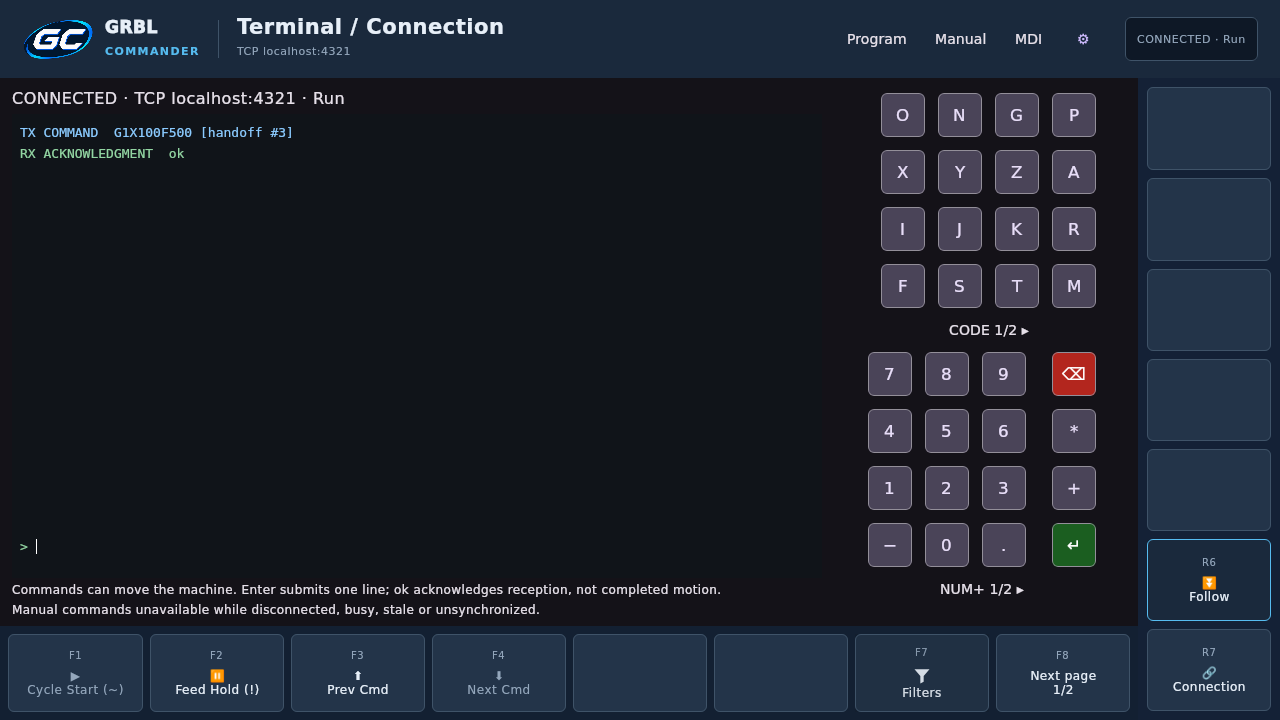 GC
GRBL
COMMANDER
Terminal / Connection
TCP localhost:4321
Program
Manual
MDI
⚙
CONNECTED · Run
CONNECTED · TCP localhost:4321 · Run
TX COMMAND  G1X100F500 [handoff #3]
RX ACKNOWLEDGMENT  ok
>
O N G P
X Y Z A
I J K R
F S T M
CODE 1/2 ▸
7 8 9 ⌫
4 5 6 *
1 2 3 +
− 0 . ↵
NUM+ 1/2 ▸
Commands can move the machine. Enter submits one line; ok acknowledges reception, not completed motion.
Manual commands unavailable while disconnected, busy, stale or unsynchronized.
R6
⏬
Follow
R7
🔗
Connection
F1
▶
Cycle Start (~)
F2
⏸
Feed Hold (!)
F3
⬆
Prev Cmd
F4
⬇
Next Cmd
F7
Filters
F8
Next page
1/2